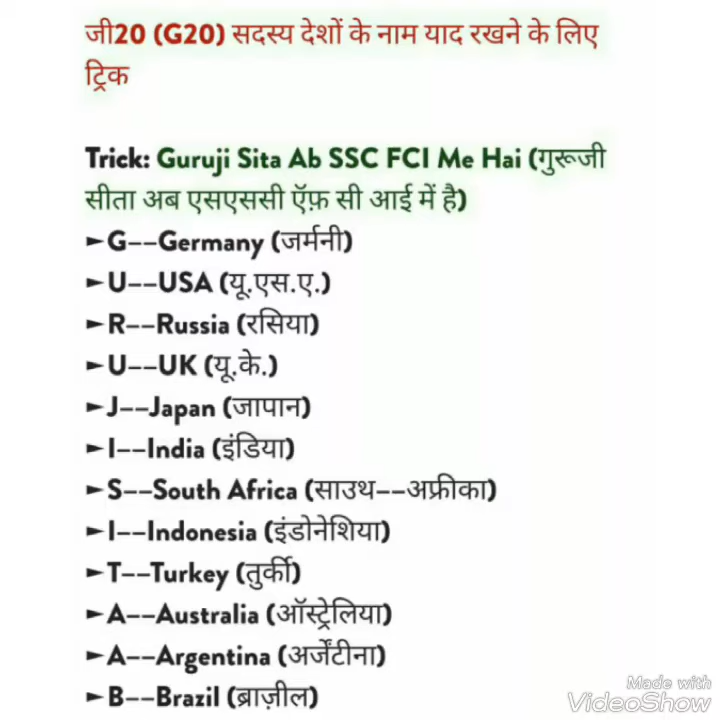 जी20 (G20) सदस्य देशों के नाम याद रखने के लिए
ट्रिक
Trick: Guruji Sita Ab SSC FCI Me Hai (गुरूजी
सीता अब एसएससी ऍफ़ सी आई में है)
►G--Germany (जर्मनी)
►U--USA (यू.एस.ए.)
►R--Russia (रसिया)
►U--UK (यू.के.)
►J--Japan (जापान)
►I--India (इंडिया)
►S--South Africa (साउथ--अफ्रीका)
►I--Indonesia (इंडोनेशिया)
►T--Turkey (तुर्की)
►A--Australia (ऑस्ट्रेलिया)
►A--Argentina (अर्जेंटीना)
►B--Brazil (ब्राज़ील)
Made with
VideoShow